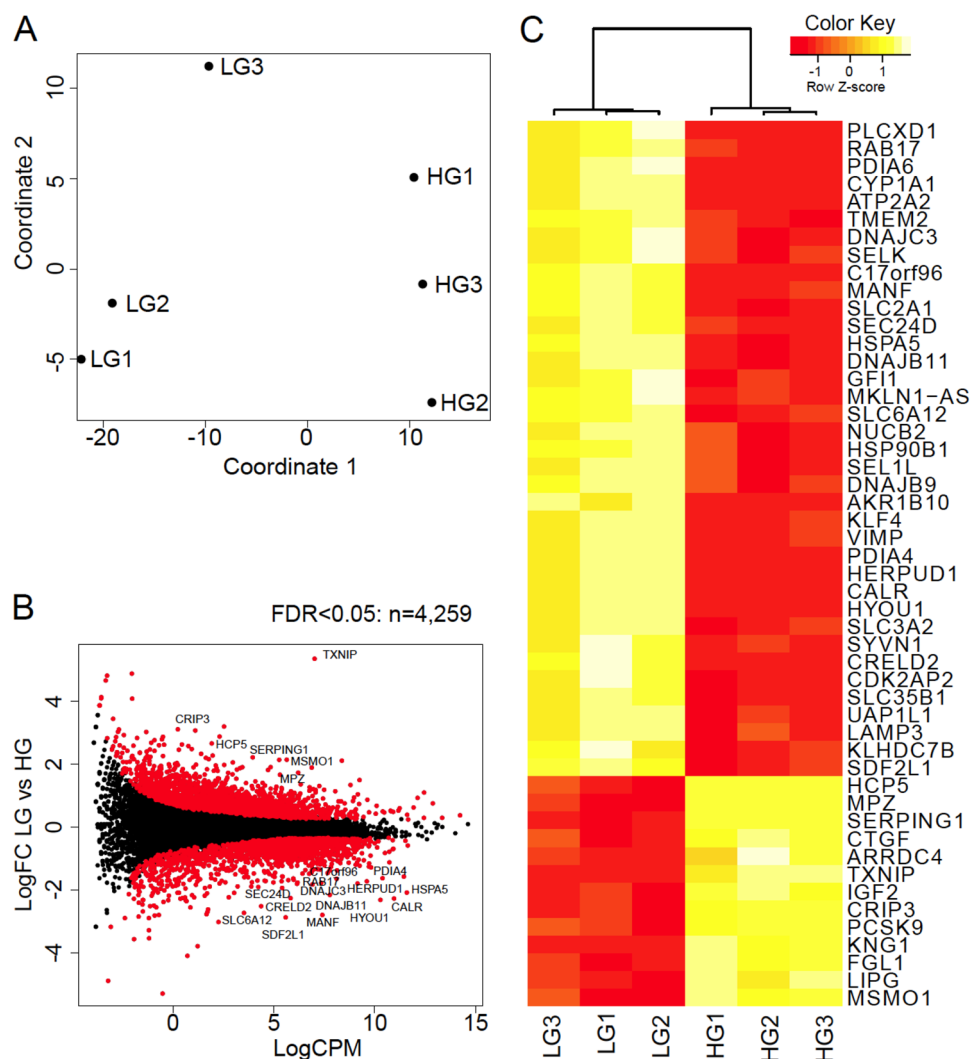 A
LG3
HG1
HG3
LG2
LG1
HG2
10
5
0
-5
Coordinate 2
-20
-10
0
10
Coordinate 1
B
FDR<0.05: n=4,259
TXNIP
CRIP3
HCP5
SERPING1
MSMO1
MPZ
C17orf96
PDIA4
RAB17
SEC24D
DNAJC3
HERPUD1
HSPA5
CRELD2
DNAJB11
CALR
SLC6A12
MANF
HYOU1
SDF2L1
4
2
0
-2
-4
LogFC LG vs HG
0
5
10
15
LogCPM
C
Color Key
-1
0
1
Row Z-score
PLCXD1
RAB17
PDIA6
CYP1A1
ATP2A2
TMEM2
DNAJC3
SELK
C17orf96
MANF
SLC2A1
SEC24D
HSPA5
DNAJB11
GFI1
MKLN1−AS
SLC6A12
NUCB2
HSP90B1
SEL1L
DNAJB9
AKR1B10
KLF4
VIMP
PDIA4
HERPUD1
CALR
HYOU1
SLC3A2
SYVN1
CRELD2
CDK2AP2
SLC35B1
UAP1L1
LAMP3
KLHDC7B
SDF2L1
HCP5
MPZ
SERPING1
CTGF
ARRDC4
TXNIP
IGF2
CRIP3
PCSK9
KNG1
FGL1
LIPG
MSMO1
LG3
LG1
LG2
HG1
HG2
HG3